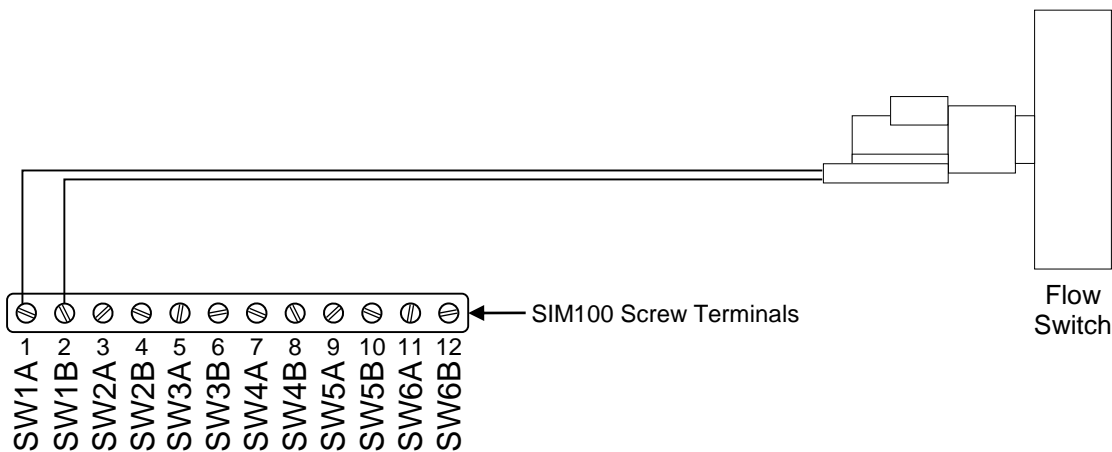 SIM100 Screw Terminals
Flow
Switch
1 2 3 4 5 6 7 8 9 10 11 12
SW1A
SW1B
SW2A
SW2B
SW3A
SW3B
SW4A
SW4B
SW5A
SW5B
SW6A
SW6B